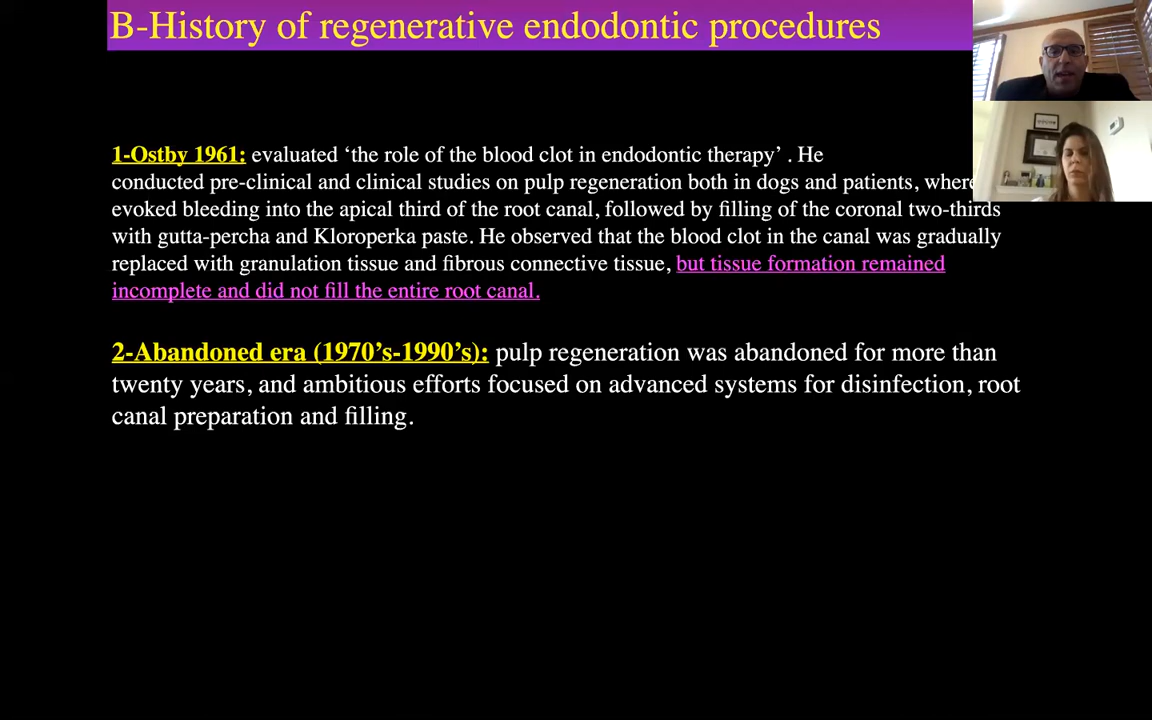 B-History of regenerative endodontic procedures
1-Ostby 1961: evaluated ‘the role of the blood clot in endodontic therapy’ . He
conducted pre-clinical and clinical studies on pulp regeneration both in dogs and patients, where
evoked bleeding into the apical third of the root canal, followed by filling of the coronal two-thirds
with gutta-percha and Kloroperka paste. He observed that the blood clot in the canal was gradually
replaced with granulation tissue and fibrous connective tissue, but tissue formation remained
incomplete and did not fill the entire root canal.
2-Abandoned era (1970’s-1990’s): pulp regeneration was abandoned for more than
twenty years, and ambitious efforts focused on advanced systems for disinfection, root
canal preparation and filling.